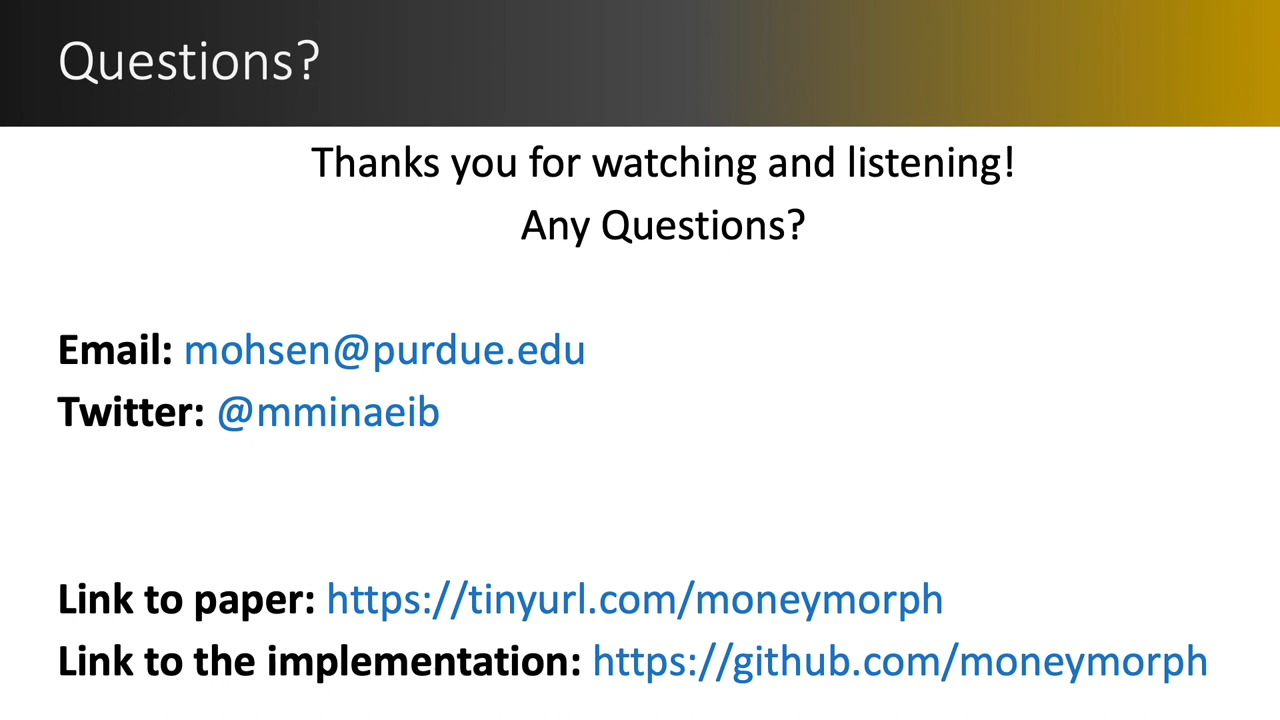 Questions?
Thanks you for watching and listening!
Any Questions?
Email: mohsen@purdue.edu
Twitter: @mminaeib
Link to paper: https://tinyurl.com/moneymorph
Link to the implementation: https://github.com/moneymorph